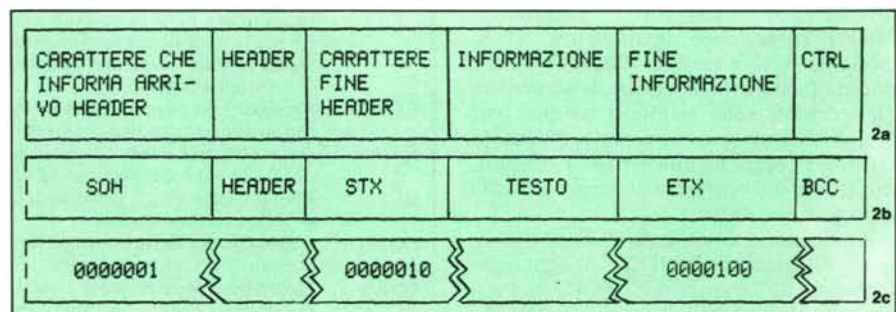 CARATTERE CHE INFORMA ARRI- VO HEADER
HEADER
CARATTERE FINE HEADER
INFORMAZIONE
FINE INFORMAZIONE
CTRL
2a
SOH
HEADER
STX
TESTO
ETX
BCC
2b
0000001
0000010
0000100
2c